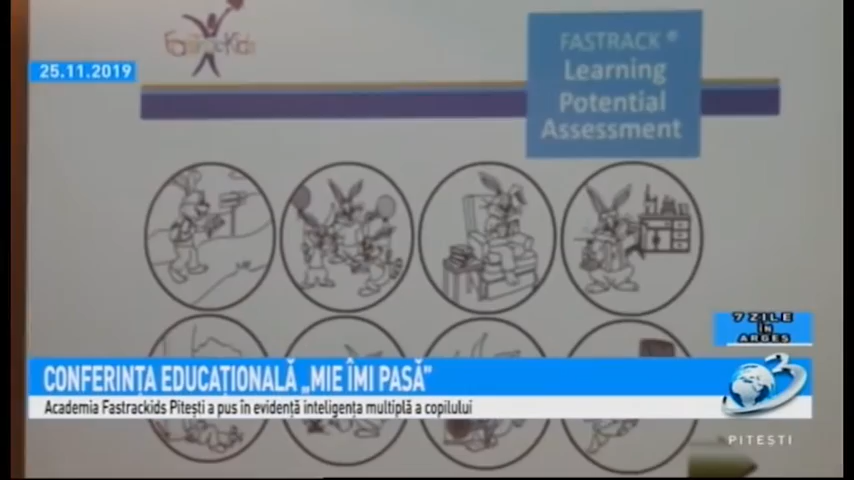 FasTracKids
FASTRACK®
Learning
Potential
Assessment
25.11.2019
7 ZILE
în
ARGEȘ
CONFERINȚA EDUCAȚIONALĂ „MIE ÎMI PASĂ”
Academia Fastrackids Pitești a pus în evidență inteligența multiplă a copilului
PITESTI